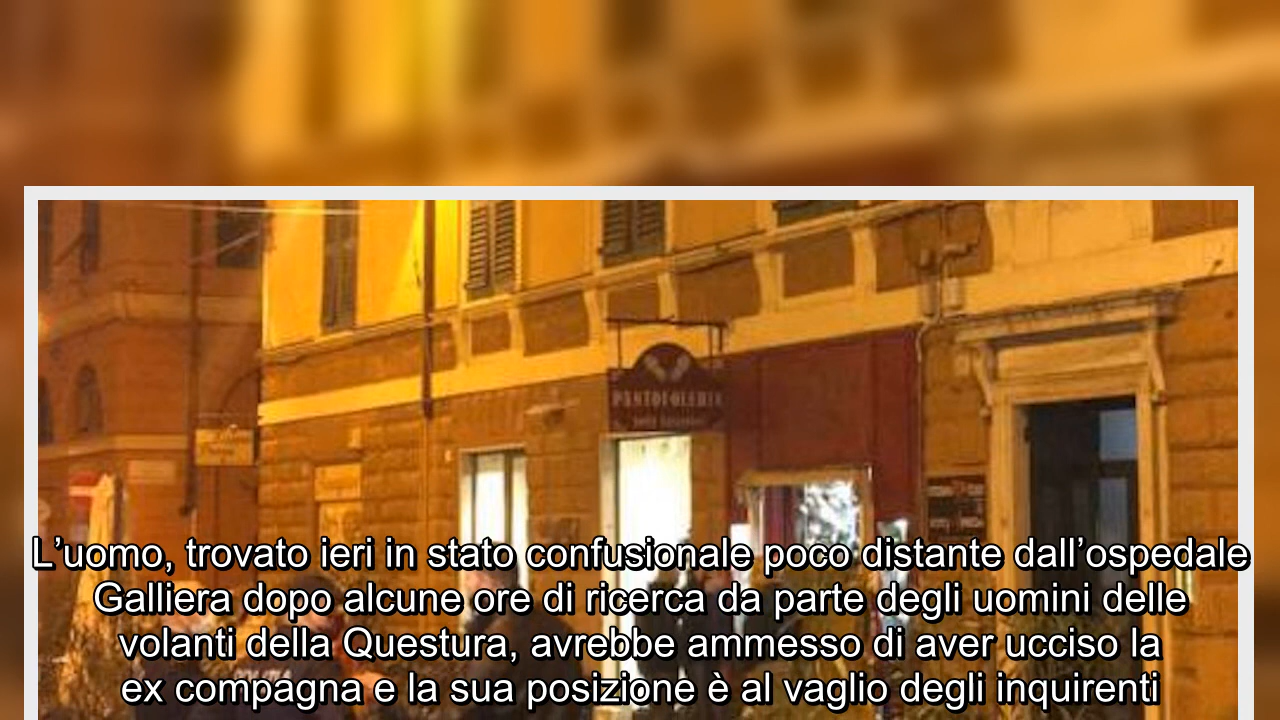 PANTOFOLERIA
L’uomo, trovato ieri in stato confusionale poco distante dall’ospedale
Galliera dopo alcune ore di ricerca da parte degli uomini delle
volanti della Questura, avrebbe ammesso di aver ucciso la
ex compagna e la sua posizione è al vaglio degli inquirenti